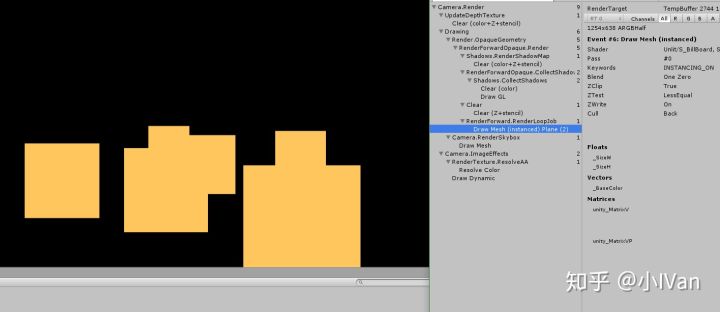 Camera.Render 9
UpdateDepthTexture 1
Clear (color+Z+stencil)
Drawing 6
Render.OpaqueGeometry 5
RenderForwardOpaque.Render 5
Shadows.RenderShadowMap 1
Clear (color+Z+stencil)
RenderForwardOpaque.CollectShadows 2
Shadows.CollectShadows 2
Clear (color)
Draw GL
Clear 1
Clear (Z+stencil)
RenderForward.RenderLoopJob 1
Draw Mesh (instanced) Plane (2)
Camera.RenderSkybox 1
Draw Mesh
Camera.ImageEffects 2
RenderTexture.ResolveAA 1
Resolve Color
Draw Dynamic
RenderTarget TempBuffer 2744 1
RT 0 Channels All R G B A
1254x638 ARGBHalf
Event #6: Draw Mesh (instanced)
Shader Unlit/S_BillBoard, S
Pass #0
Keywords INSTANCING_ON
Blend One Zero
ZClip True
ZTest LessEqual
ZWrite On
Cull Back
Floats
_SizeW
_SizeH
Vectors
_BaseColor
Matrices
unity_MatrixV
unity_MatrixVP
知乎 @小IVan